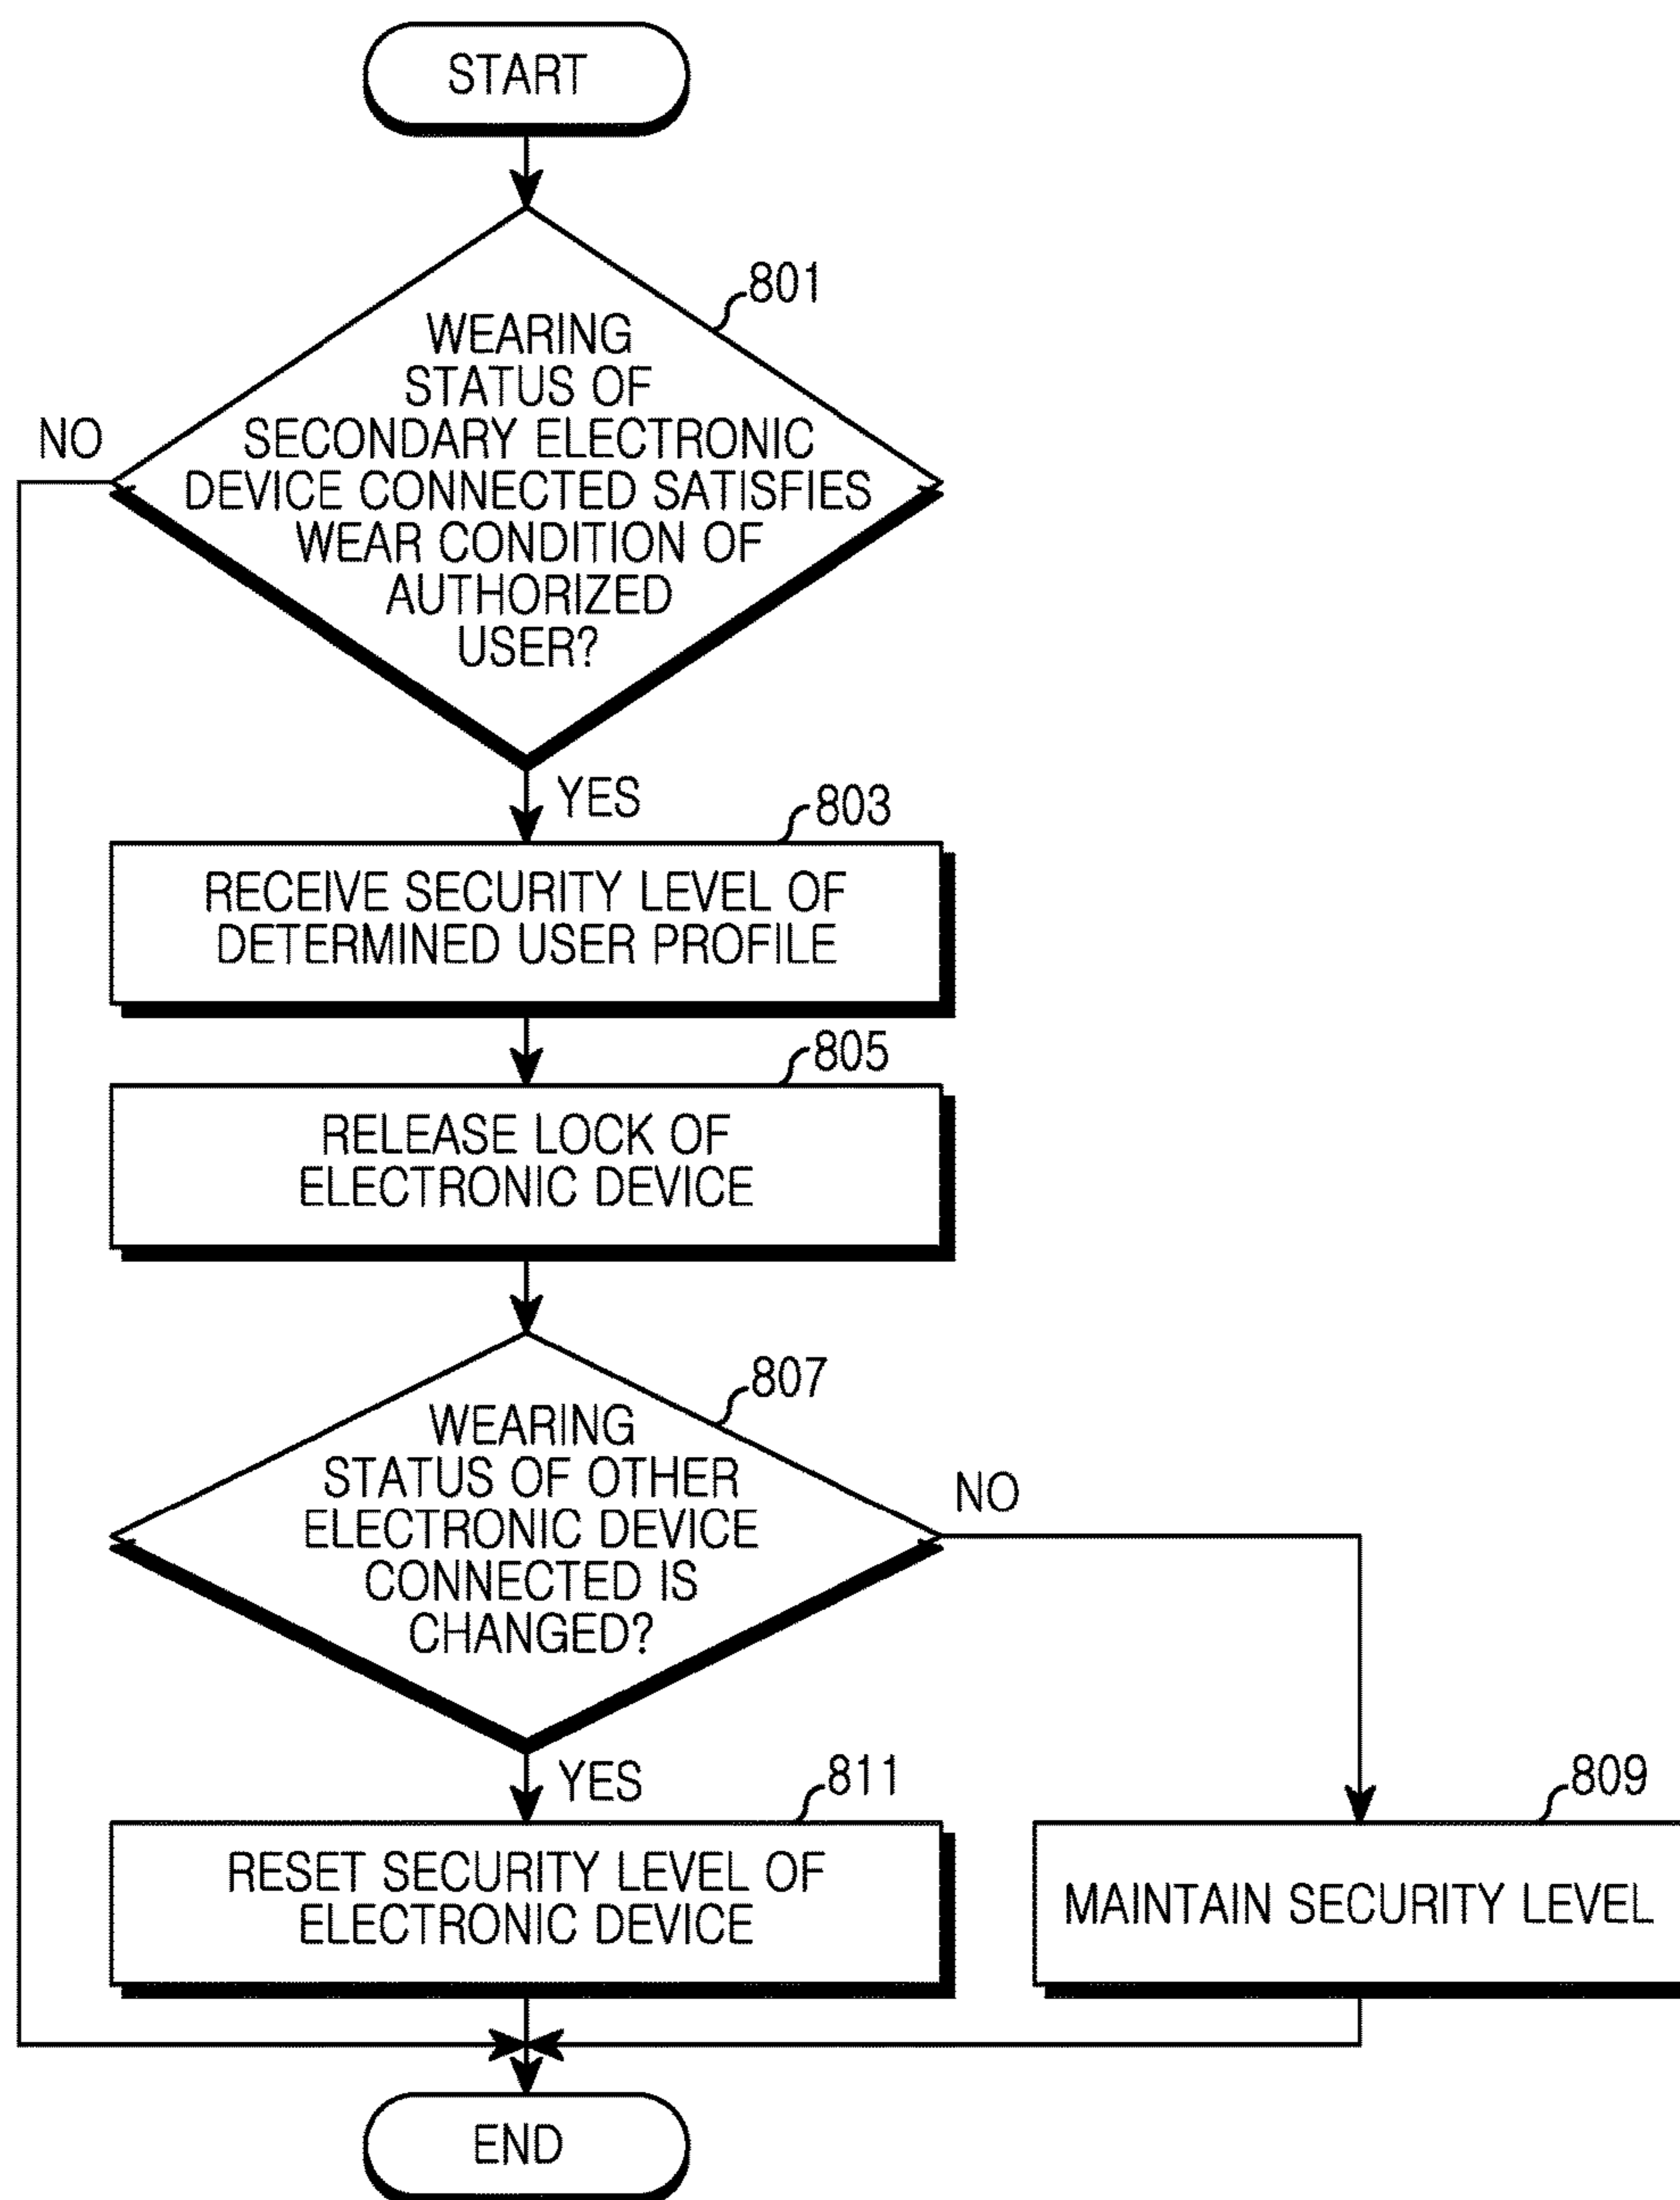 START
801
WEARING
STATUS OF
SECONDARY ELECTRONIC
DEVICE CONNECTED SATISFIES
WEAR CONDITION OF
AUTHORIZED
USER?
NO
YES
803
RECEIVE SECURITY LEVEL OF
DETERMINED USER PROFILE
805
RELEASE LOCK OF
ELECTRONIC DEVICE
807
WEARING
STATUS OF OTHER
ELECTRONIC DEVICE
CONNECTED IS
CHANGED?
NO
YES
811
RESET SECURITY LEVEL OF
ELECTRONIC DEVICE
809
MAINTAIN SECURITY LEVEL
END